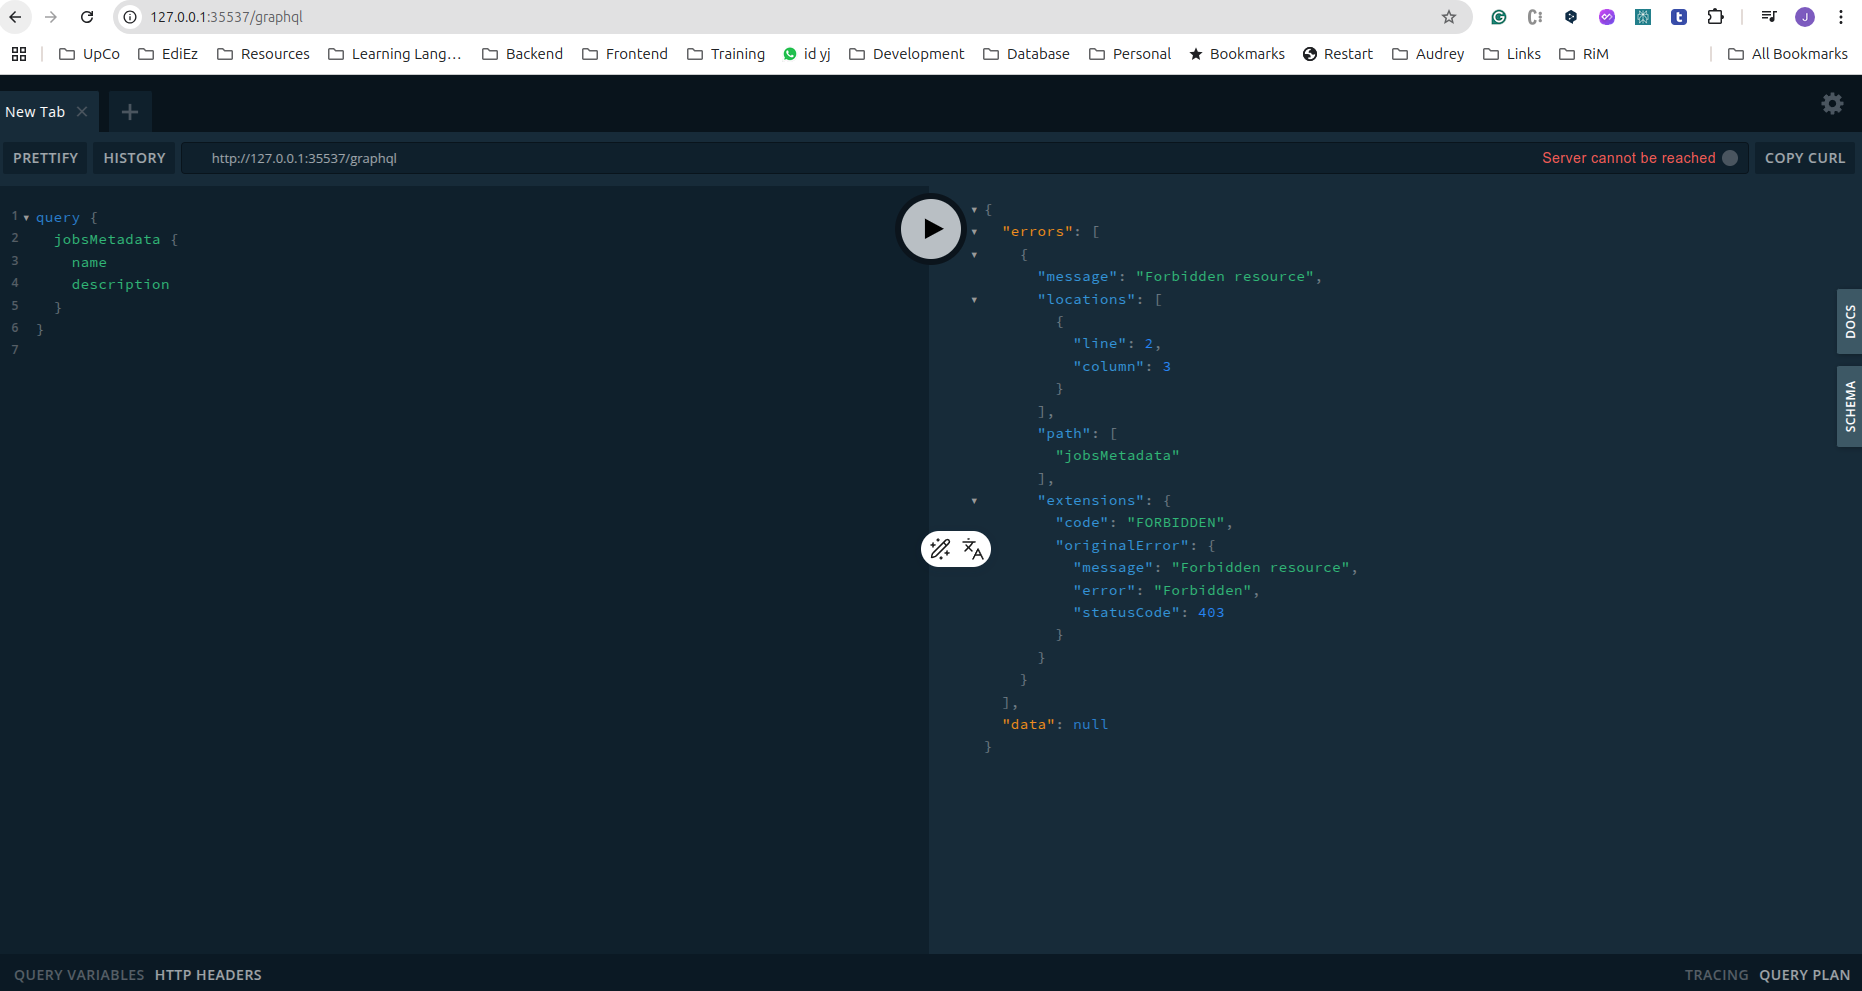 127.0.0.1:35537/graphql
UpCo EdiEz Resources Learning Lang... Backend Frontend Training id yj Development Database Personal Bookmarks Restart Audrey Links RiM All Bookmarks
New Tab
PRETTIFY HISTORY http://127.0.0.1:35537/graphql Server cannot be reached COPY CURL
1 query {
2 jobsMetadata {
3 name
4 description
5 }
6 }
7
{
"errors": [
{
"message": "Forbidden resource",
"locations": [
{
"line": 2,
"column": 3
}
],
"path": [
"jobsMetadata"
],
"extensions": {
"code": "FORBIDDEN",
"originalError": {
"message": "Forbidden resource",
"error": "Forbidden",
"statusCode": 403
}
}
}
],
"data": null
}
DOCS
SCHEMA
QUERY VARIABLES HTTP HEADERS TRACING QUERY PLAN